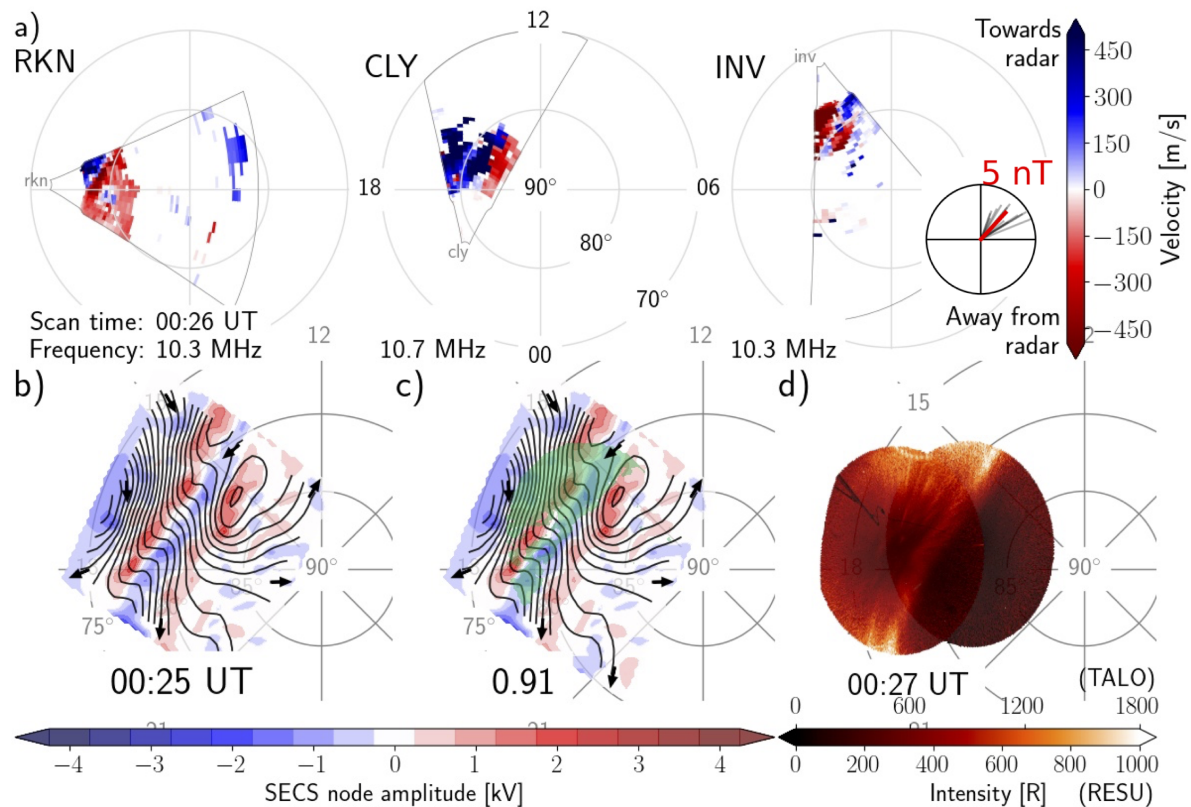 a)
RKN
CLY
INV
12
Towards
radar
450
300
150
0
−150
−300
−450
Velocity [m/s]
rkn
18
90°
06
inv
5 nT
cly
80°
70°
Away from
radar
2
Scan time: 00:26 UT
Frequency: 10.3 MHz
10.7 MHz
00
10.3 MHz
12
12
b)
c)
d)
15
18
85°
90°
75°
85°
90°
75°
85
90°
00:25 UT
0.91
00:27 UT
(TALO)
0
600
1200
1800
−4
−3
−2
−1
0
1
2
3
4
SECS node amplitude [kV]
0
200
400
600
800
1000
Intensity [R]
(RESU)